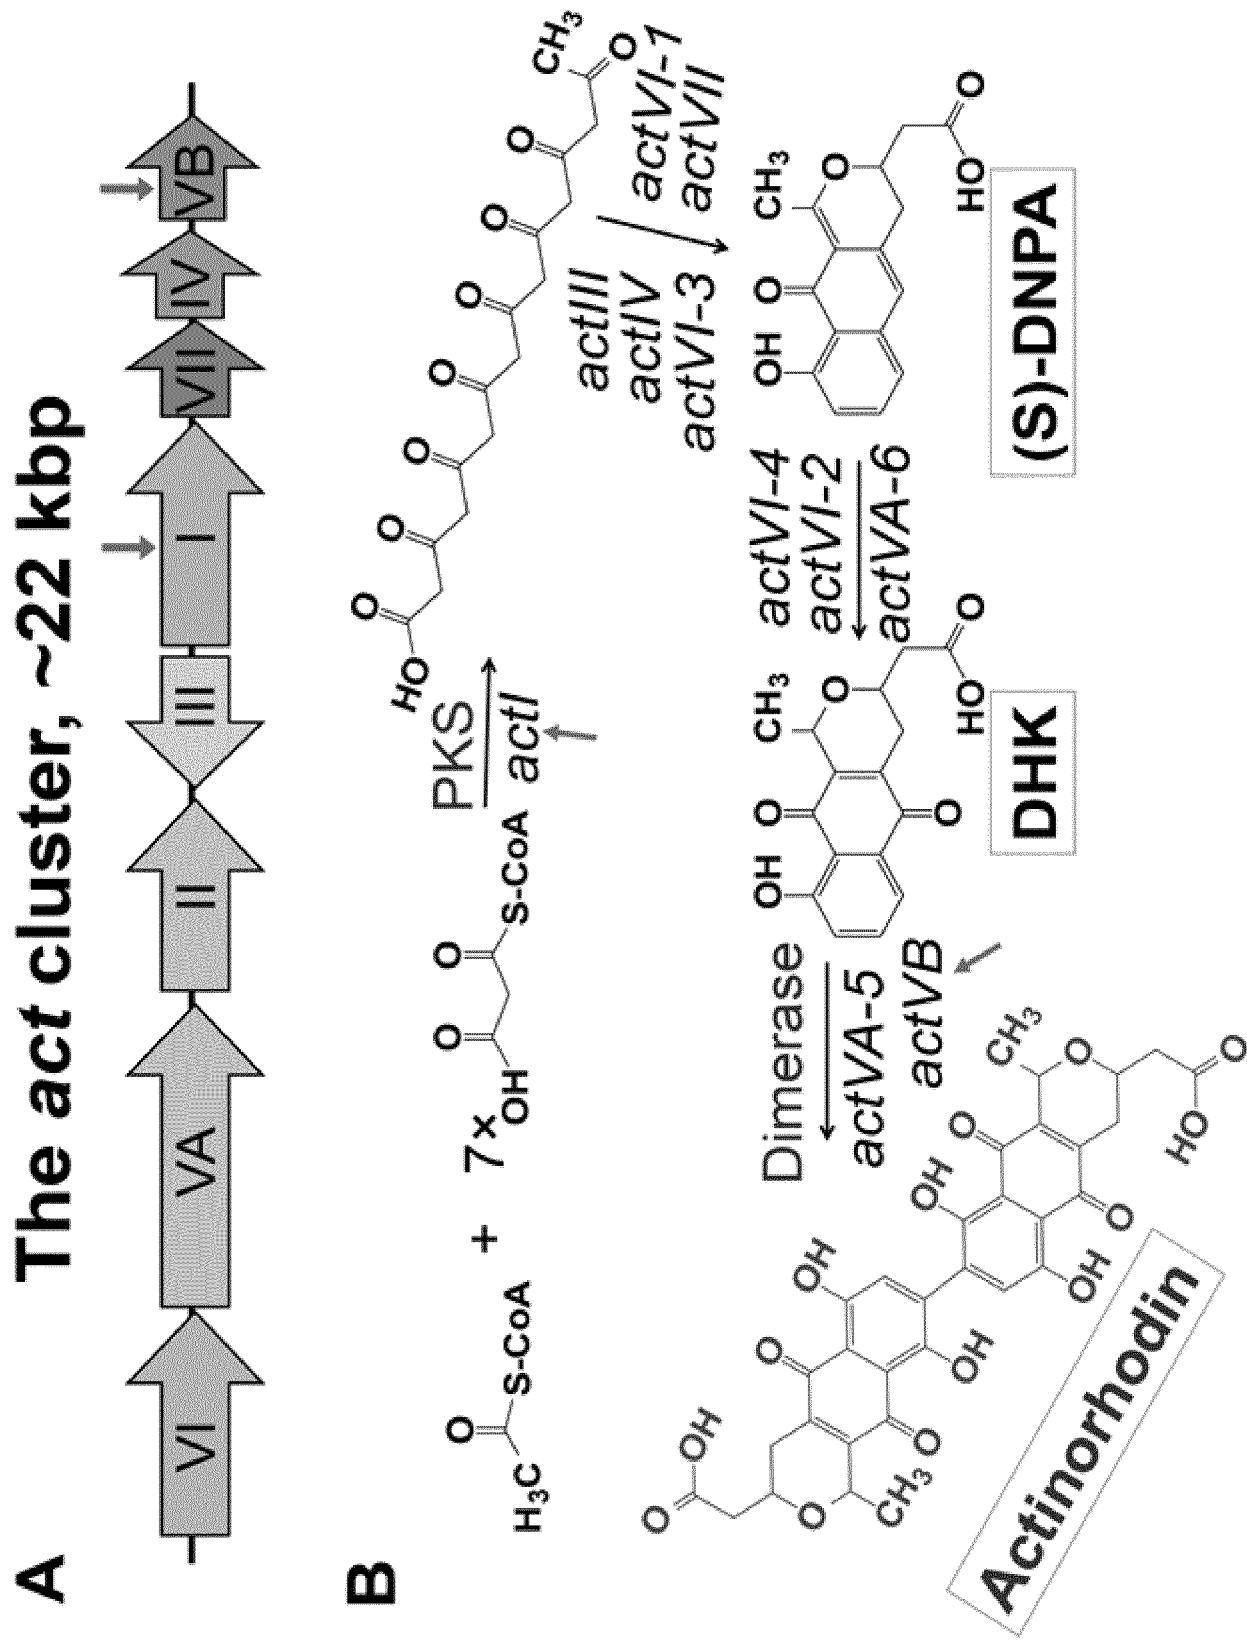 A
The act cluster, ~22 kbp
VI
VA
II
III
I
VII
IV
VB
B
H3C
O
S-CoA
+
7×
OH
O
O
S-CoA
PKS
actI
HO
O
O
O
O
O
O
O
O
CH3
actIII
actIV
actVI-3
actVI-1
actVII
OH
O
CH3
O
HO
O
(S)-DNPA
actVI-4
actVI-2
actVA-6
OH
O
CH3
O
O
HO
O
DHK
Dimerase
actVA-5
actVB
O
OH
O
CH3
O
O
OH
OH
OH
OH
O
O
CH3
O
HO
O
Actinorhodin